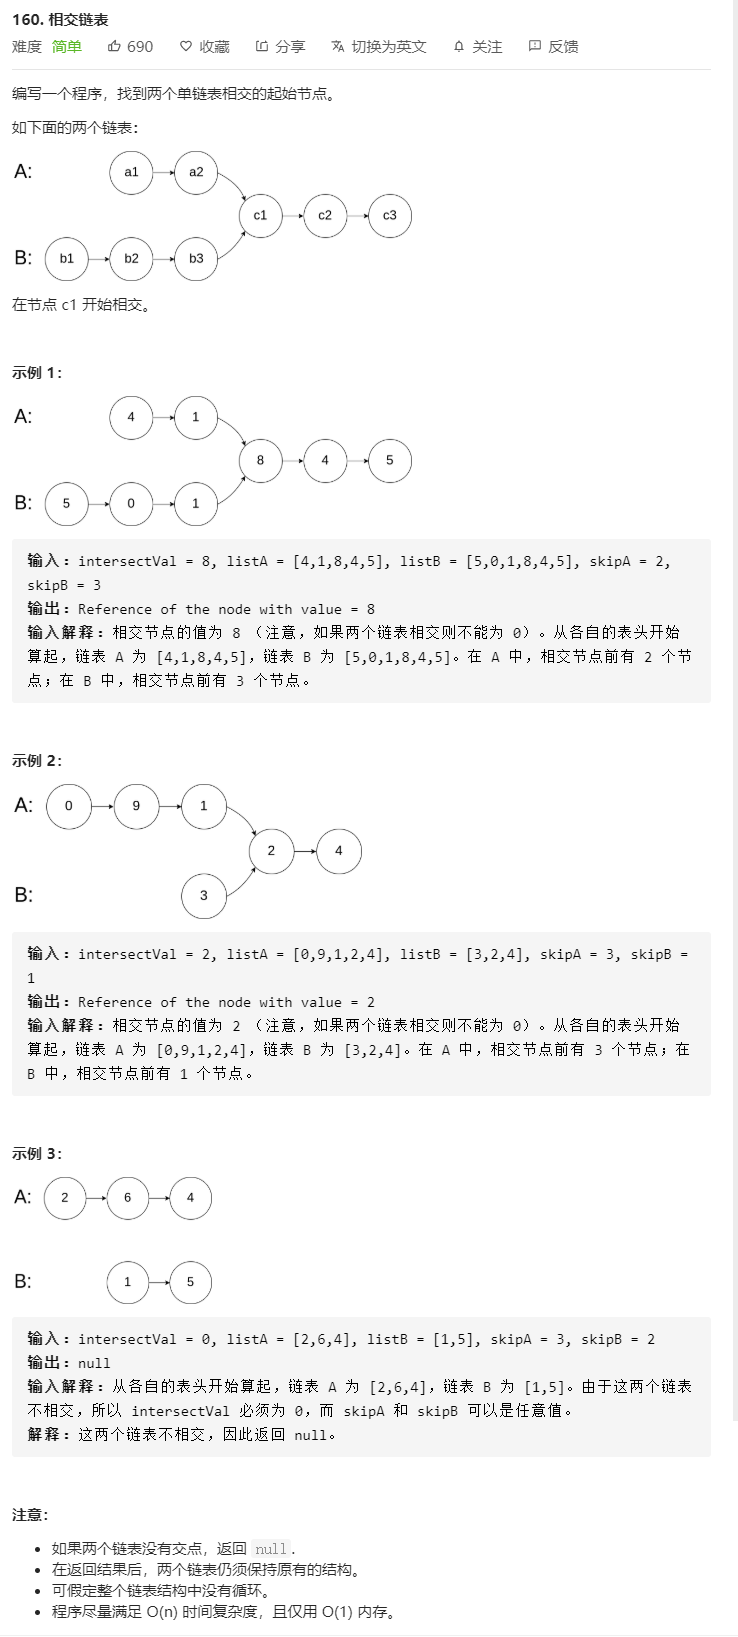 160. 相交链表
难度 简单 690 收藏 分享 切换为英文 关注 反馈
编写一个程序，找到两个单链表相交的起始节点。
如下面的两个链表：
A: a1 a2
c1 c2 c3
B: b1 b2 b3
在节点 c1 开始相交。
示例 1：
A: 4 1
8 4 5
B: 5 0 1
输入：intersectVal = 8, listA = [4,1,8,4,5], listB = [5,0,1,8,4,5], skipA = 2,
skipB = 3
输出：Reference of the node with value = 8
输入解释：相交节点的值为 8 （注意，如果两个链表相交则不能为 0）。从各自的表头开始
算起，链表 A 为 [4,1,8,4,5]，链表 B 为 [5,0,1,8,4,5]。在 A 中，相交节点前有 2 个节
点；在 B 中，相交节点前有 3 个节点。
示例 2：
A: 0 9 1
2 4
B: 3
输入：intersectVal = 2, listA = [0,9,1,2,4], listB = [3,2,4], skipA = 3, skipB =
1
输出：Reference of the node with value = 2
输入解释：相交节点的值为 2 （注意，如果两个链表相交则不能为 0）。从各自的表头开始
算起，链表 A 为 [0,9,1,2,4]，链表 B 为 [3,2,4]。在 A 中，相交节点前有 3 个节点；在
B 中，相交节点前有 1 个节点。
示例 3：
A: 2 6 4
B: 1 5
输入：intersectVal = 0, listA = [2,6,4], listB = [1,5], skipA = 3, skipB = 2
输出：null
输入解释：从各自的表头开始算起，链表 A 为 [2,6,4]，链表 B 为 [1,5]。由于这两个链表
不相交，所以 intersectVal 必须为 0，而 skipA 和 skipB 可以是任意值。
解释：这两个链表不相交，因此返回 null。
注意：
• 如果两个链表没有交点，返回 null.
• 在返回结果后，两个链表仍须保持原有的结构。
• 可假定整个链表结构中没有循环。
• 程序尽量满足 O(n) 时间复杂度，且仅用 O(1) 内存。